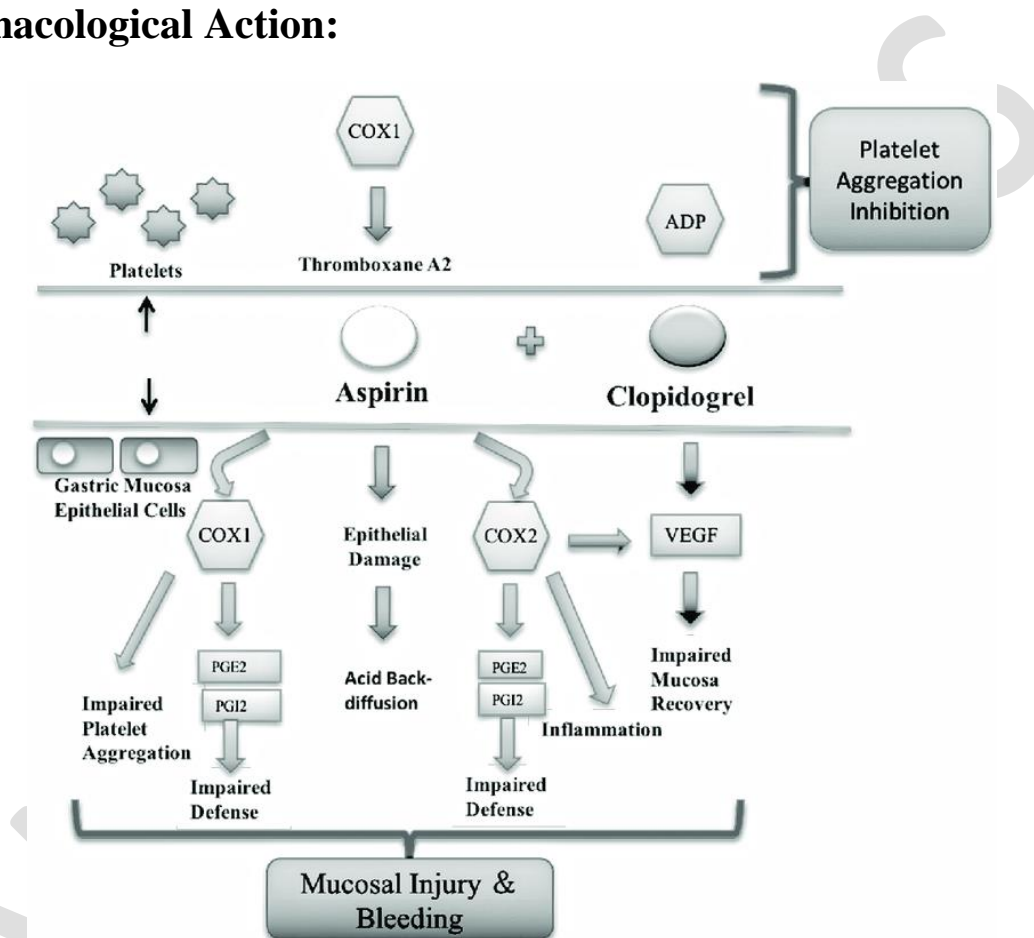 macological Action:
COX1
Platelet
Aggregation
Inhibition
ADP
Platelets
Thromboxane A2
Aspirin
Clopidogrel
Gastric Mucosa
Epithelial Cells
COX1
Epithelial
Damage
COX2
VEGF
PGE2
PGI2
Acid Back-
diffusion
PGE2
PGI2
Impaired
Mucosa
Recovery
Impaired
Platelet
Aggregation
Inflammation
Impaired
Defense
Impaired
Defense
Mucosal Injury &
Bleeding